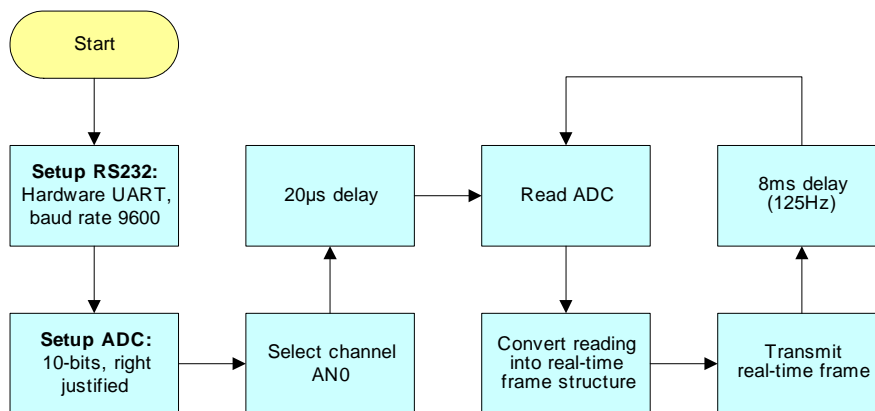 Start
Setup RS232:
Hardware UART,
baud rate 9600
Setup ADC:
10-bits, right
justified
Select channel
AN0
20µs delay
Read ADC
Convert reading
into real-time
frame structure
Transmit
real-time frame
8ms delay
(125Hz)